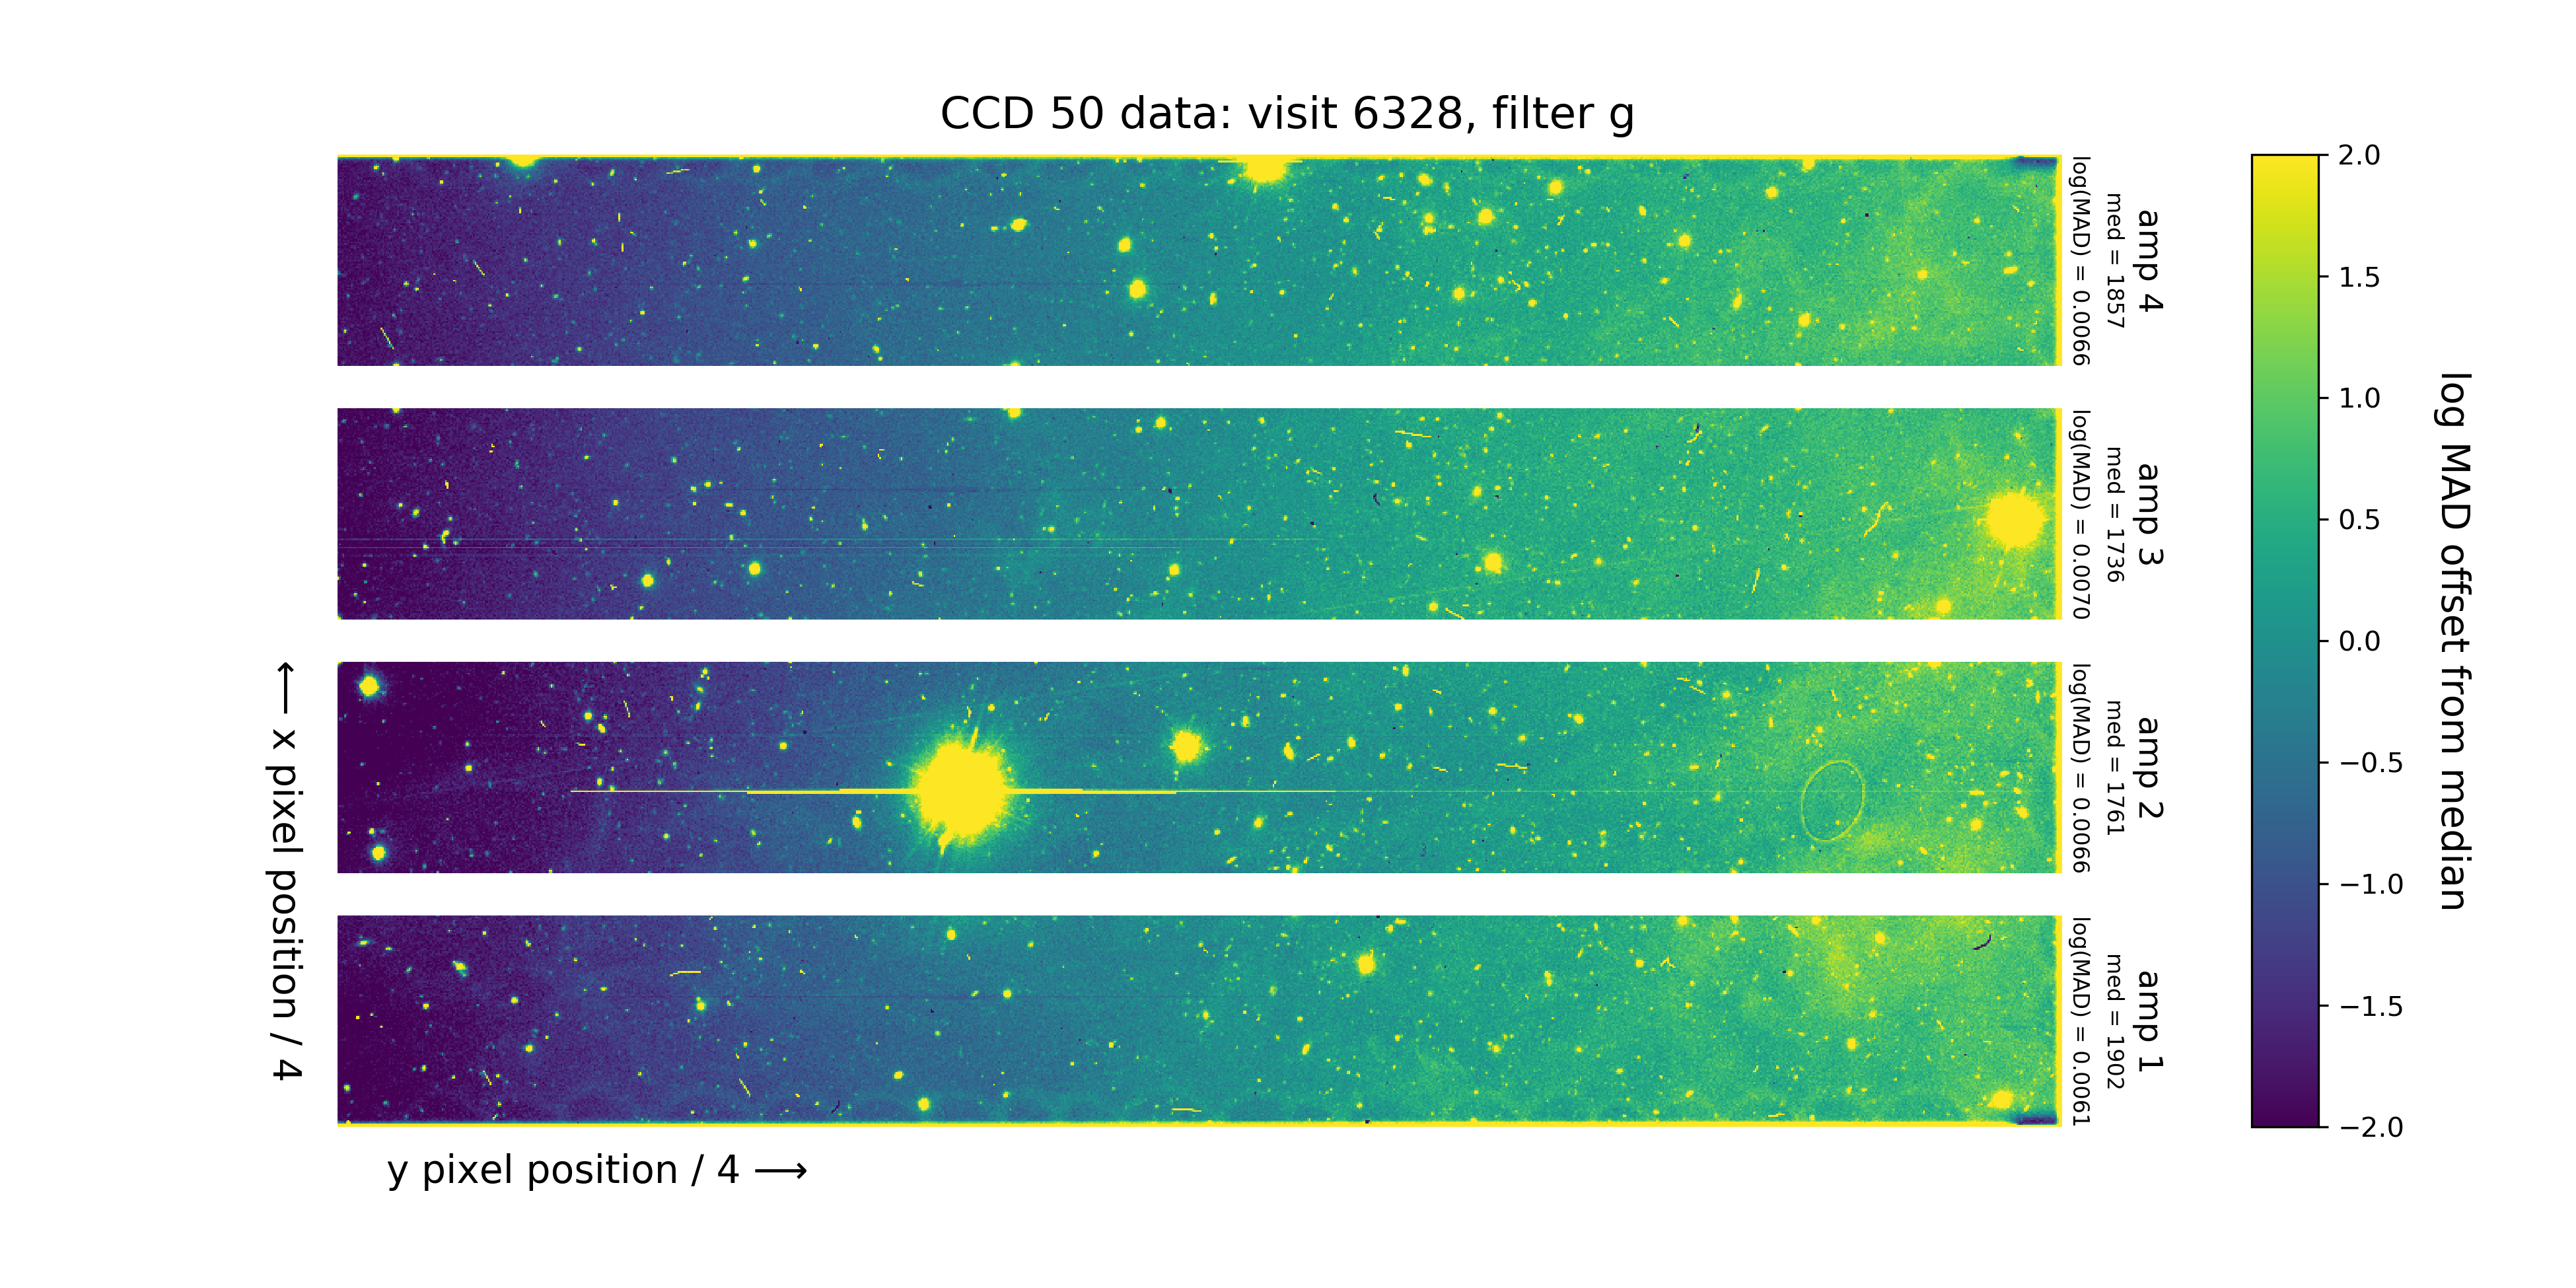 CCD 50 data: visit 6328, filter g
amp 4
med = 1857
log(MAD) = 0.0066
amp 3
med = 1736
log(MAD) = 0.0070
amp 2
med = 1761
log(MAD) = 0.0066
amp 1
med = 1902
log(MAD) = 0.0061
⟵ x pixel position / 4
y pixel position / 4 ⟶
2.0
1.5
1.0
0.5
0.0
−0.5
−1.0
−1.5
−2.0
log MAD offset from median